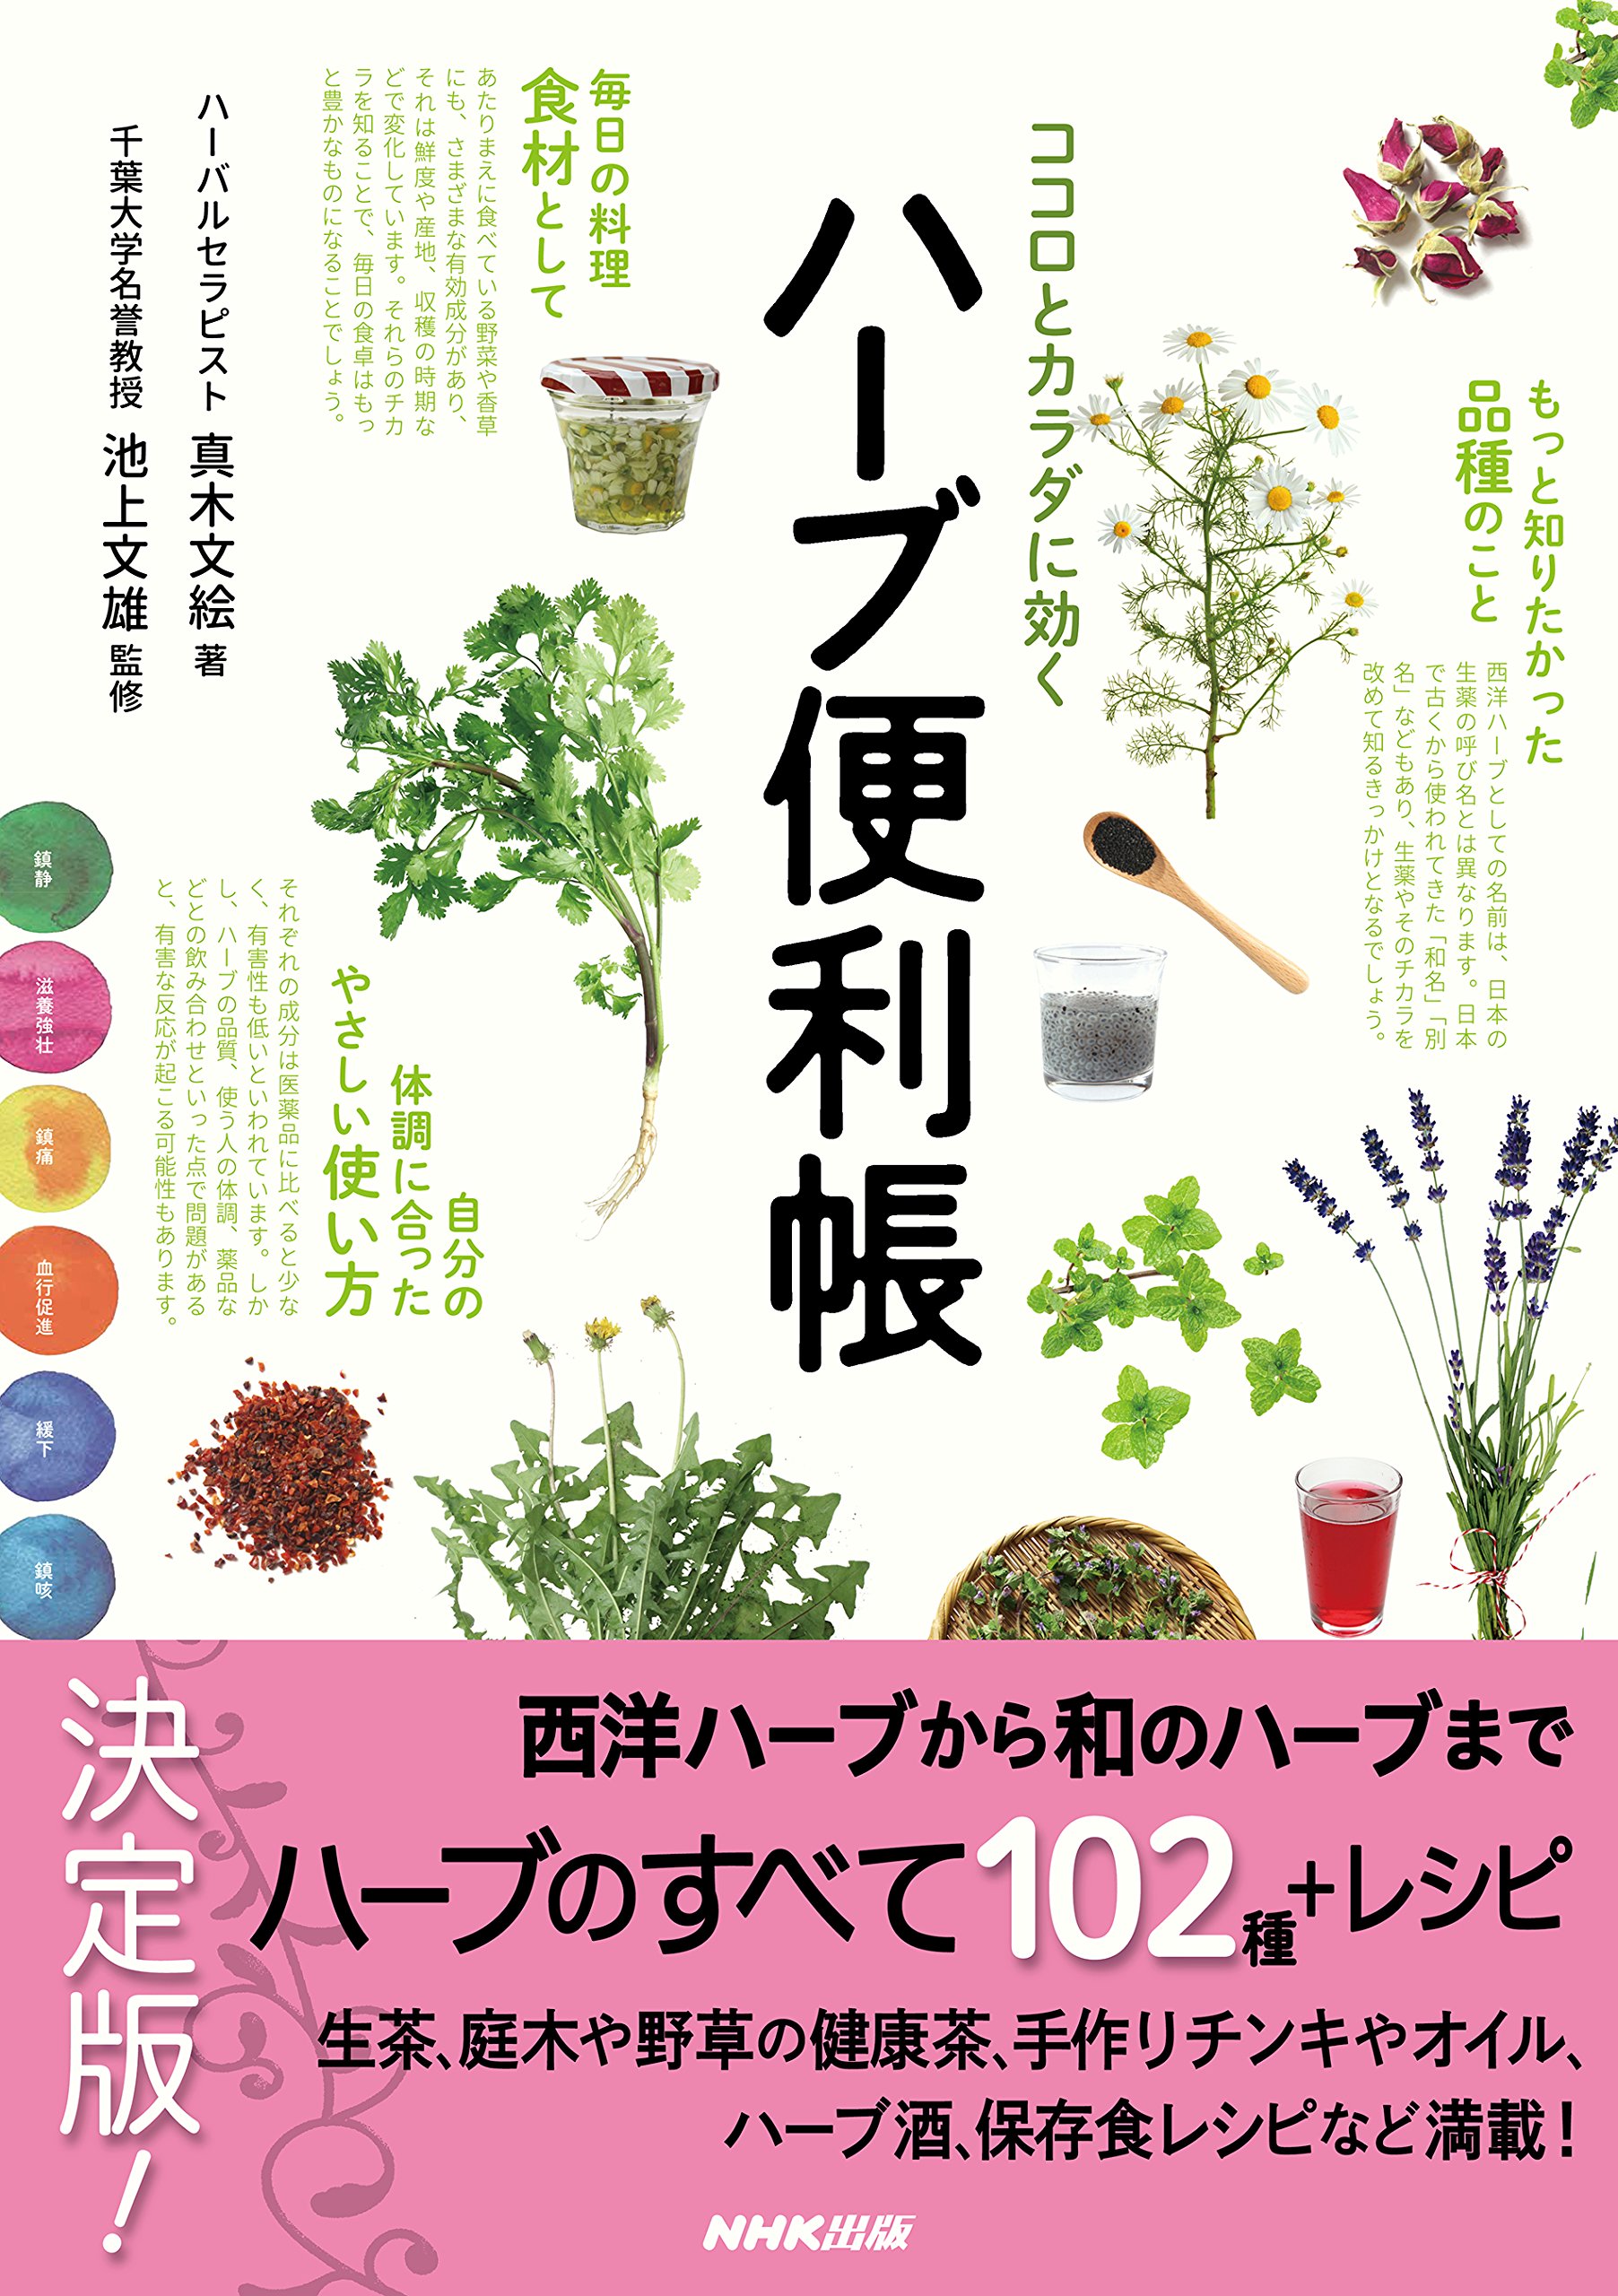 もっと知りたかった
品種のこと
西洋ハーブとしての名前は、日本の
生薬の呼び名とは異なります。日本
で古くから使われてきた「和名」「別
名」などもあり、生薬やそのチカラを
改めて知るきっかけとなるでしょう。
ココロとカラダに効く
ハーブ便利帳
毎日の料理
食材として
あたりまえに食べている野菜や香草
にも、さまざまな有効成分があり、
それは鮮度や産地、収穫の時期な
どで変化しています。それらのチカ
ラを知ることで、毎日の食卓はもっ
と豊かなものになることでしょう。
ハーバルセラピスト 真木文絵 著
千葉大学名誉教授 池上文雄 監修
自分の
体調に合った
やさしい使い方
それぞれの成分は医薬品に比べると少な
く、有害性も低いといわれています。しか
し、ハーブの品質、使う人の体調、薬品な
どとの飲み合わせといった点で問題がある
と、有害な反応が起こる可能性もあります。
鎮静
滋養強壮
鎮痛
血行促進
緩下
鎮咳
決定版!
西洋ハーブから和のハーブまで
ハーブのすべて102種+レシピ
生茶、庭木や野草の健康茶、手作りチンキやオイル、
ハーブ酒、保存食レシピなど満載!
NHK出版